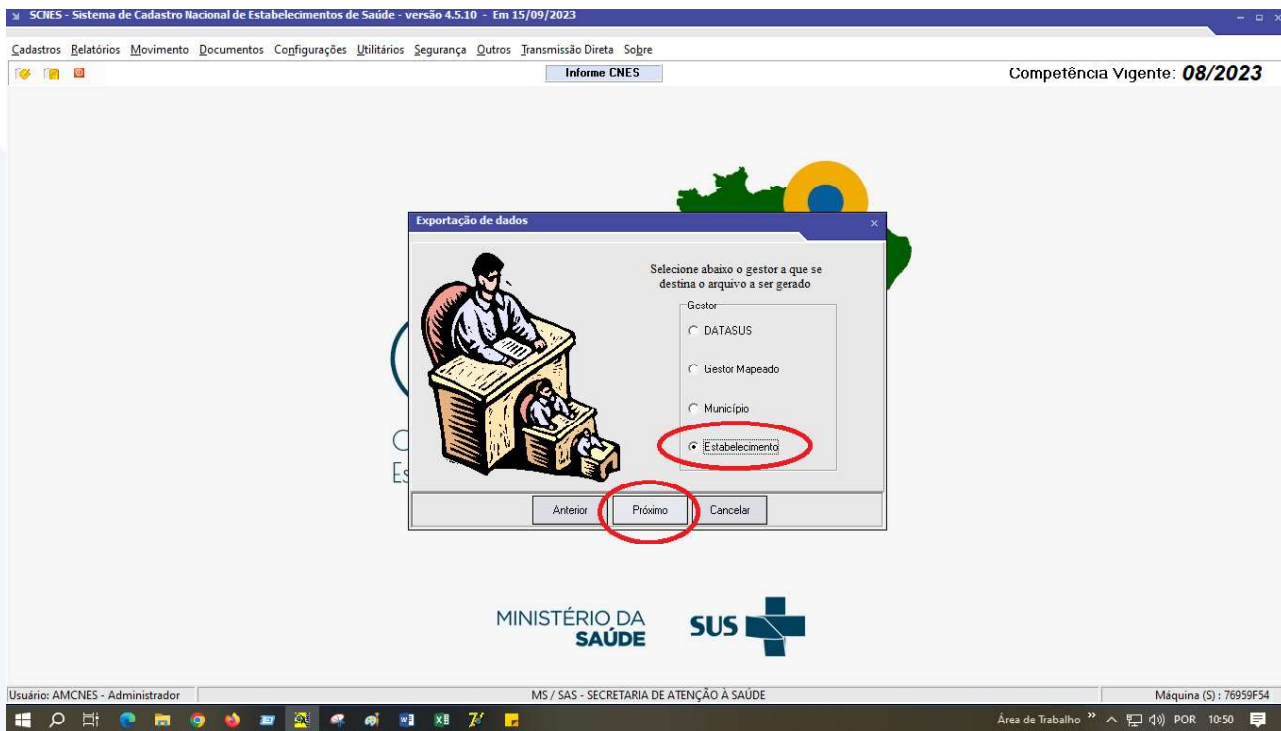 SCNES - Sistema de Cadastro Nacional de Estabelecimentos de Saúde - versão 4.5.10 - Em 15/09/2023
Cadastros Relatórios Movimento Documentos Configurações Utilitários Segurança Outros Transmissão Direta Sobre
Informe CNES
Competência Vigente: 08/2023
Exportação de dados
Selecione abaixo o gestor a que se
destina o arquivo a ser gerado
Gestor
DATASUS
Gestor Mapeado
Município
Estabelecimento
C
Es
Anterior Próximo Cancelar
MINISTÉRIO DA
SAÚDE
SUS
Usuário: AMCNES - Administrador MS / SAS - SECRETARIA DE ATENÇÃO À SAÚDE Máquina (S) : 76959F54
Área de Trabalho POR 10:50